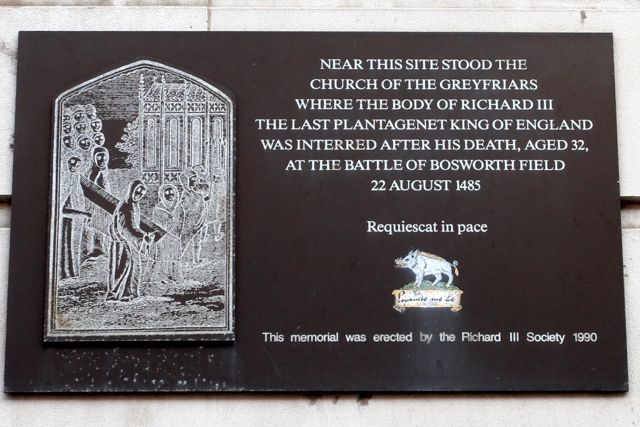 NEAR THIS SITE STOOD THE
CHURCH OF THE GREYFRIARS
WHERE THE BODY OF RICHARD III
THE LAST PLANTAGENET KING OF ENGLAND
WAS INTERRED AFTER HIS DEATH, AGED 32,
AT THE BATTLE OF BOSWORTH FIELD
22 AUGUST 1485
Requiescat in pace
me
This memorial was erected by the Richard III Society 1990